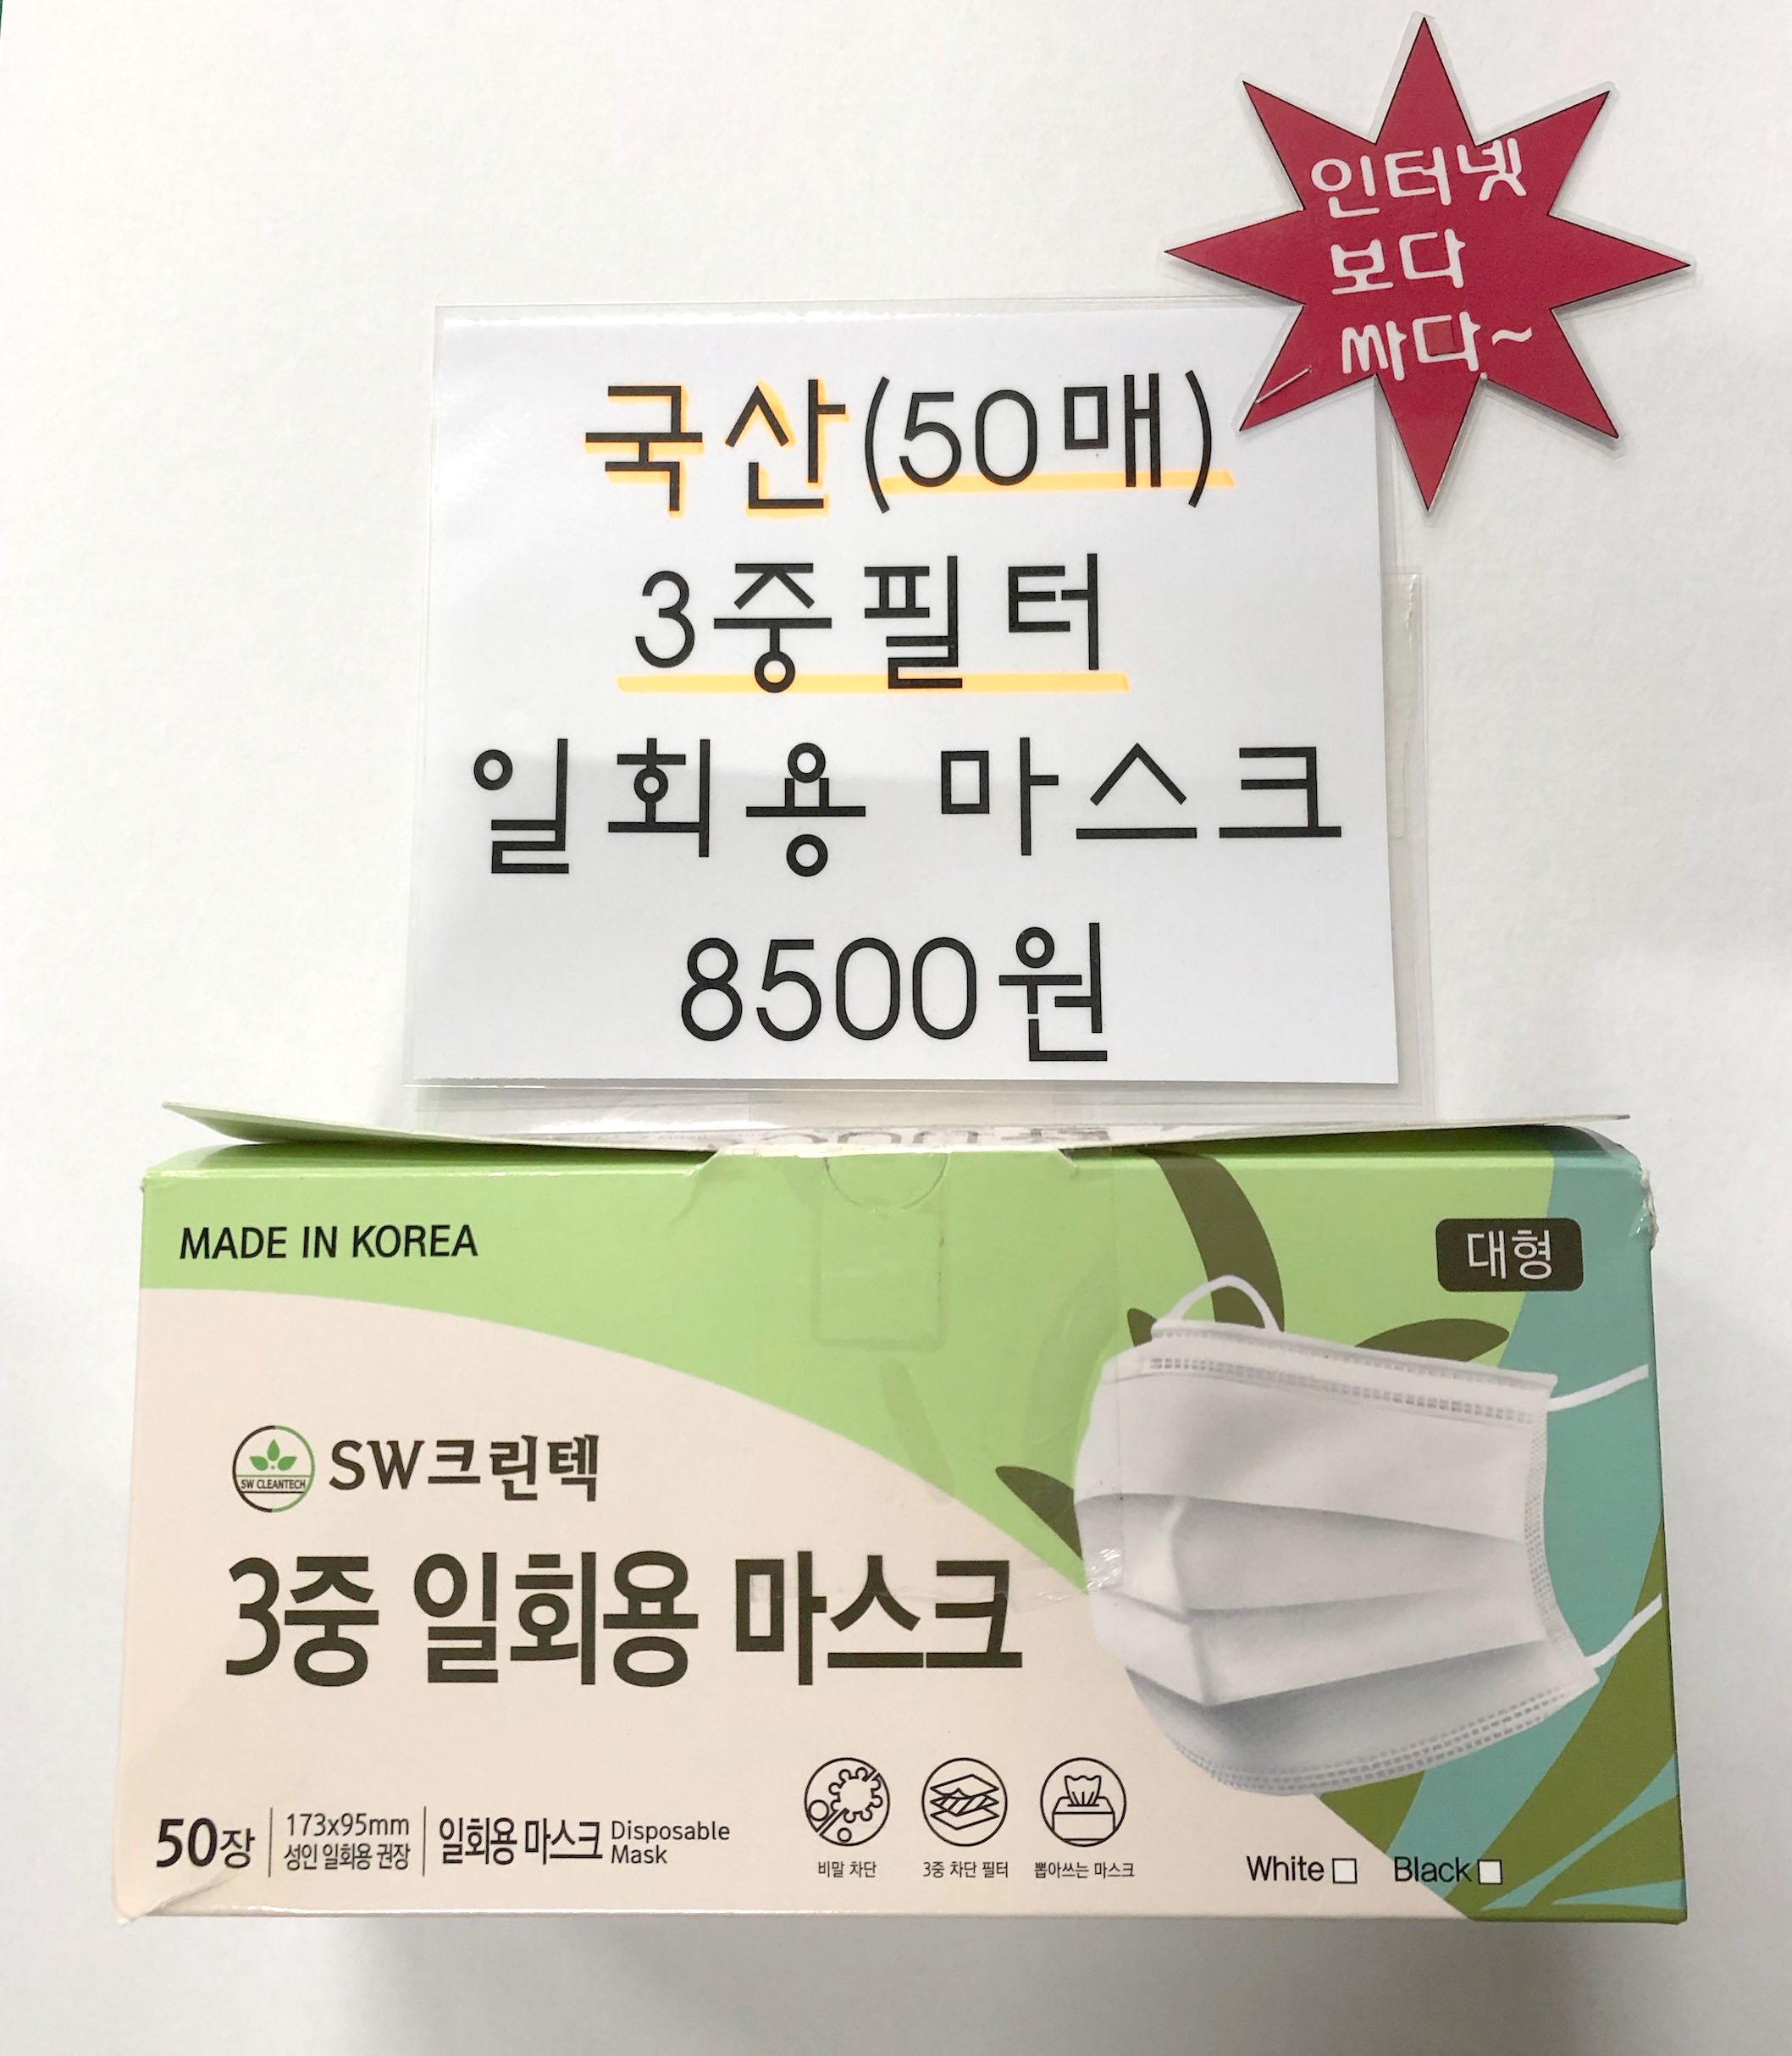 인터넷
보다
싸다~
국산(50매)
3중필터
일회용 마스크
8500원
MADE IN KOREA
대형
SW CLEANTECH
SW크린텍
3중 일회용 마스크
50장
173x95mm
성인 일회용 권장
일회용 마스크
Disposable
Mask
비말 차단
3중 차단 필터
뽑아쓰는 마스크
White
Black